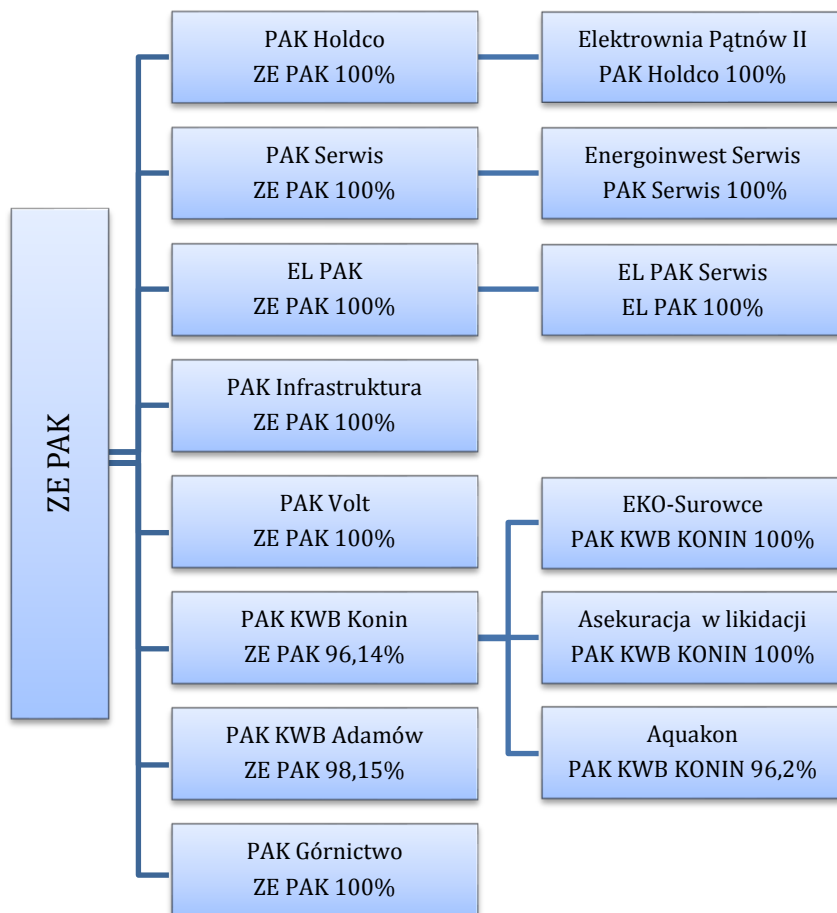 ZE PAK
PAK Holdco
ZE PAK 100%
Elektrownia Pątnów II
PAK Holdco 100%
PAK Serwis
ZE PAK 100%
Energoinwest Serwis
PAK Serwis 100%
EL PAK
ZE PAK 100%
EL PAK Serwis
EL PAK 100%
PAK Infrastruktura
ZE PAK 100%
PAK Volt
ZE PAK 100%
PAK KWB Konin
ZE PAK 96,14%
EKO-Surowce
PAK KWB KONIN 100%
Asekuracja w likidacji
PAK KWB KONIN 100%
Aquakon
PAK KWB KONIN 96,2%
PAK KWB Adamów
ZE PAK 98,15%
PAK Górnictwo
ZE PAK 100%